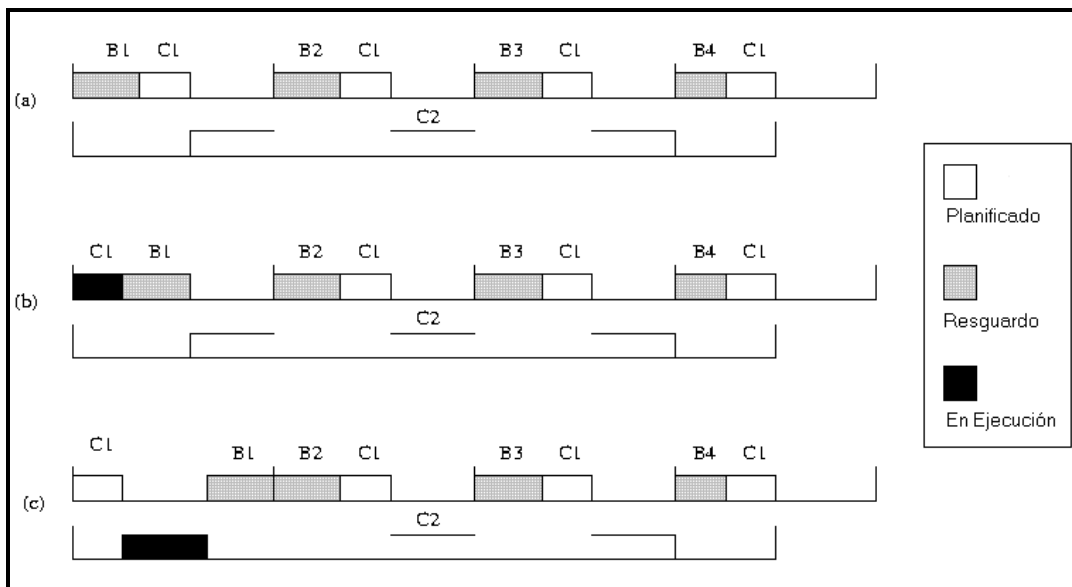 B1 C1 B2 C1 B3 C1 B4 C1
(a)
C2
Planificado
C1 B1 B2 C1 B3 C1 B4 C1
(b)
Resguardo
C2
En Ejecución
C1 B1 B2 C1 B3 C1 B4 C1
(c)
C2